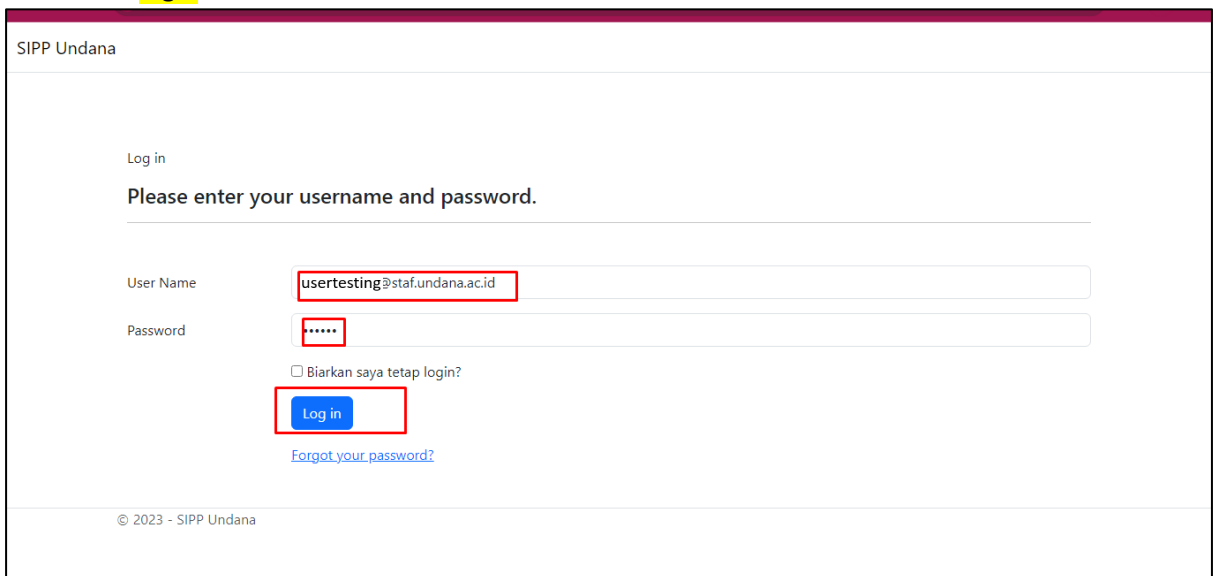 SIPP Undana
Log in
Please enter your username and password.
User Name
usertesting@staf.undana.ac.id
Password
••••••
Biarkan saya tetap login?
Log in
Forgot your password?
© 2023 - SIPP Undana